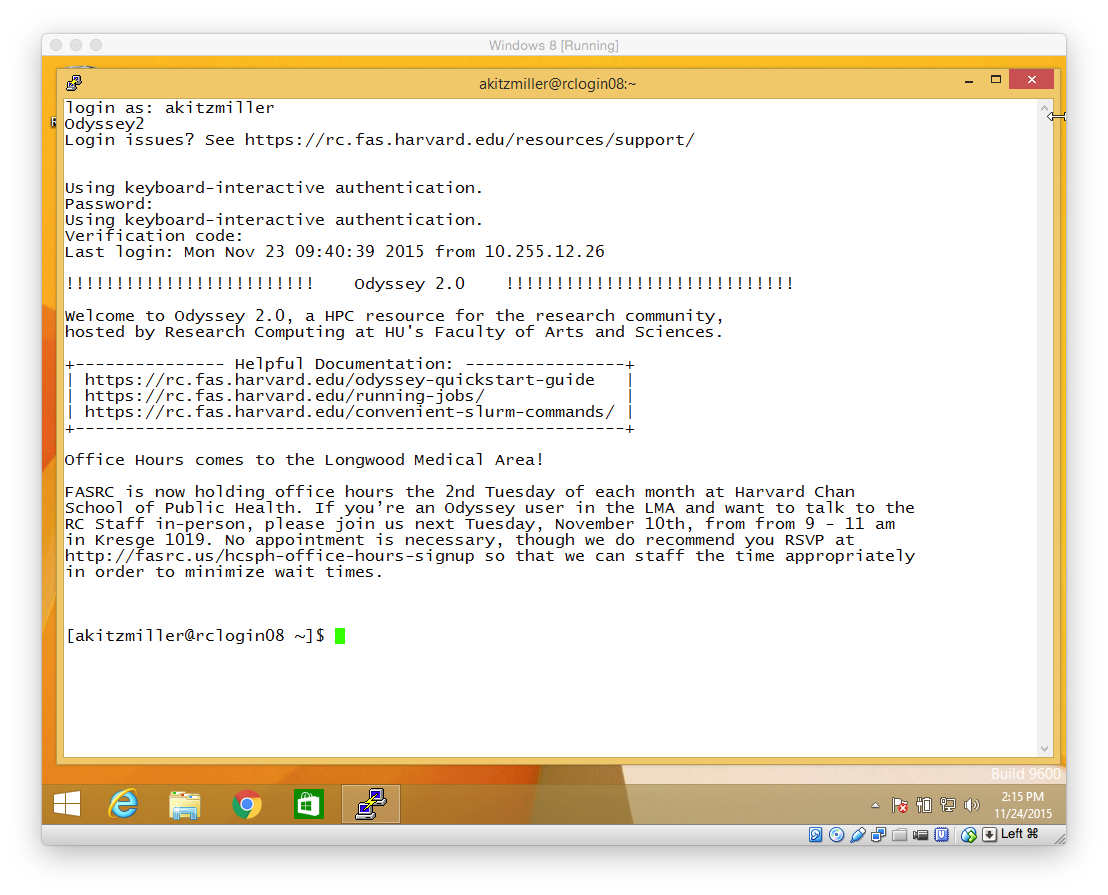 Windows 8 [Running]
akitzmiller@rclogin08:~
login as: akitzmiller
Odyssey2
Login issues? See https://rc.fas.harvard.edu/resources/support/
Using keyboard-interactive authentication.
Password:
Using keyboard-interactive authentication.
Verification code:
Last login: Mon Nov 23 09:40:39 2015 from 10.255.12.26
!!!!!!!!!!!!!!!!!!!!!!!!!    Odyssey 2.0    !!!!!!!!!!!!!!!!!!!!!!!!!!!!!
Welcome to Odyssey 2.0, a HPC resource for the research community,
hosted by Research Computing at HU's Faculty of Arts and Sciences.
+--------------- Helpful Documentation: ----------------+
| https://rc.fas.harvard.edu/odyssey-quickstart-guide   |
| https://rc.fas.harvard.edu/running-jobs/              |
| https://rc.fas.harvard.edu/convenient-slurm-commands/ |
+-------------------------------------------------------+
Office Hours comes to the Longwood Medical Area!
FASRC is now holding office hours the 2nd Tuesday of each month at Harvard Chan
School of Public Health. If you’re an Odyssey user in the LMA and want to talk to the
RC Staff in-person, please join us next Tuesday, November 10th, from from 9 - 11 am
in Kresge 1019. No appointment is necessary, though we do recommend you RSVP at
http://fasrc.us/hcsph-office-hours-signup so that we can staff the time appropriately
in order to minimize wait times.
[akitzmiller@rclogin08 ~]$
Build 9600
2:15 PM
11/24/2015
Left ⌘